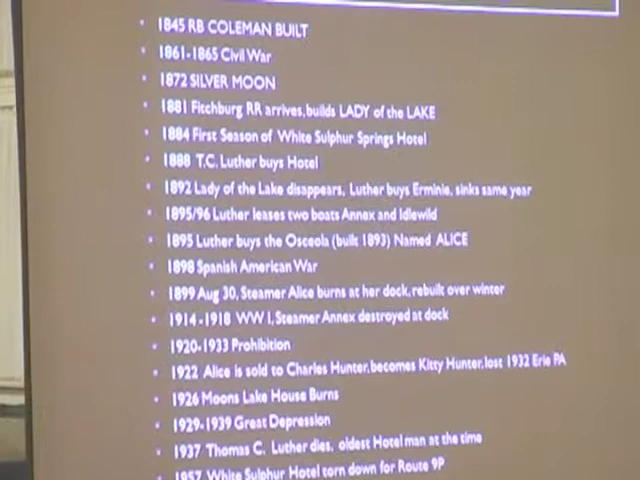 1845 RB COLEMAN BUILT
1861-1865 Civil War
1872 SILVER MOON
1881 Fitchburg RR arrives, builds LADY of the LAKE
1884 First Season of White Sulphur Springs Hotel
1888 T.C. Luther buys Hotel
1892 Lady of the Lake disappears, Luther buys Erminie, sinks same year
1895/96 Luther leases two boats Annex and Idlewild
1895 Luther buys the Osceola (built 1893) Named ALICE
1898 Spanish American War
1899 Aug 30, Steamer Alice burns at her dock, rebuilt over winter
1914-1918 WW I, Steamer Annex destroyed at dock
1920-1933 Prohibition
1922 Alice is sold to Charles Hunter, becomes Kitty Hunter, lost 1932 Erie PA
1926 Moons Lake House Burns
1929-1939 Great Depression
1937 Thomas C. Luther dies, oldest Hotel man at the time
1957 White Sulphur Hotel torn down for Route 9P